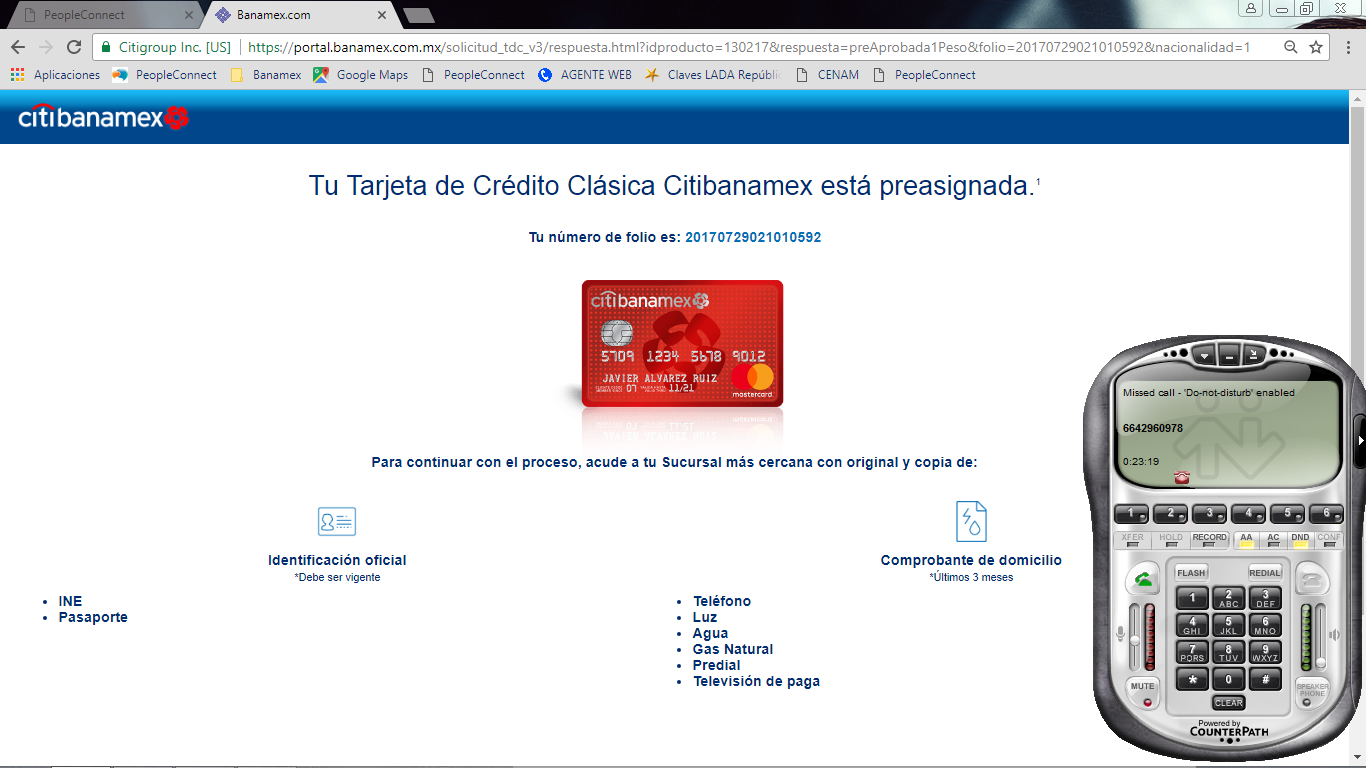 PeopleConnect
Banamex.com
Citigroup Inc. [US]
https://portal.banamex.com.mx/solicitud_tdc_v3/respuesta.html?idproducto=130217&respuesta=preAprobada1Peso&folio=20170729021010592&nacionalidad=1
Aplicaciones PeopleConnect Banamex Google Maps PeopleConnect AGENTE WEB Claves LADA Repúbli CENAM PeopleConnect
citibanamex
Tu Tarjeta de Crédito Clásica Citibanamex está preasignada.1
Tu número de folio es: 20170729021010592
citibanamex
5709 1234 5678 9012
07 11/21
JAVIER ALVAREZ RUIZ
mastercard
Para continuar con el proceso, acude a tu Sucursal más cercana con original y copia de:
Identificación oficial
*Debe ser vigente
INE
Pasaporte
Comprobante de domicilio
*Últimos 3 meses
Teléfono
Luz
Agua
Gas Natural
Predial
Televisión de paga
Missed call - 'Do-not-disturb' enabled
6642960978
0:23:19
1 2 3 4 5 6
XFER HOLD RECORD AA AC DND CONF
FLASH REDIAL
1 2 ABC 3 DEF
4 GHI 5 JKL 6 MNO
7 PQRS 8 TUV 9 WXYZ
* 0 #
MUTE
SPEAKER PHONE
CLEAR
Powered by
COUNTERPATH